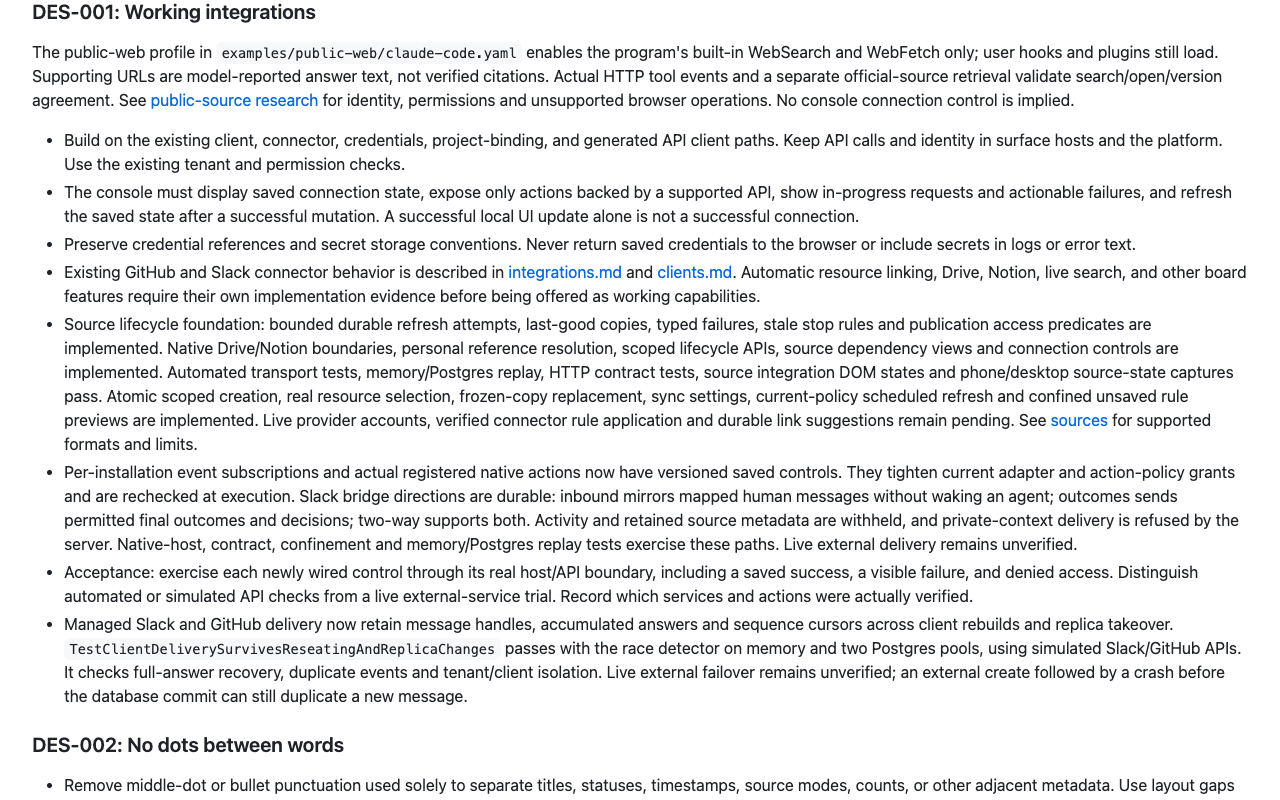 DES-001: Working integrations
The public-web profile in examples/public-web/claude-code.yaml enables the program's built-in WebSearch and WebFetch only; user hooks and plugins still load.
Supporting URLs are model-reported answer text, not verified citations. Actual HTTP tool events and a separate official-source retrieval validate search/open/version
agreement. See public-source research for identity, permissions and unsupported browser operations. No console connection control is implied.
• Build on the existing client, connector, credentials, project-binding, and generated API client paths. Keep API calls and identity in surface hosts and the platform.
Use the existing tenant and permission checks.
• The console must display saved connection state, expose only actions backed by a supported API, show in-progress requests and actionable failures, and refresh
the saved state after a successful mutation. A successful local UI update alone is not a successful connection.
• Preserve credential references and secret storage conventions. Never return saved credentials to the browser or include secrets in logs or error text.
• Existing GitHub and Slack connector behavior is described in integrations.md and clients.md. Automatic resource linking, Drive, Notion, live search, and other board
features require their own implementation evidence before being offered as working capabilities.
• Source lifecycle foundation: bounded durable refresh attempts, last-good copies, typed failures, stale stop rules and publication access predicates are
implemented. Native Drive/Notion boundaries, personal reference resolution, scoped lifecycle APIs, source dependency views and connection controls are
implemented. Automated transport tests, memory/Postgres replay, HTTP contract tests, source integration DOM states and phone/desktop source-state captures
pass. Atomic scoped creation, real resource selection, frozen-copy replacement, sync settings, current-policy scheduled refresh and confined unsaved rule
previews are implemented. Live provider accounts, verified connector rule application and durable link suggestions remain pending. See sources for supported
formats and limits.
• Per-installation event subscriptions and actual registered native actions now have versioned saved controls. They tighten current adapter and action-policy grants
and are rechecked at execution. Slack bridge directions are durable: inbound mirrors mapped human messages without waking an agent; outcomes sends
permitted final outcomes and decisions; two-way supports both. Activity and retained source metadata are withheld, and private-context delivery is refused by the
server. Native-host, contract, confinement and memory/Postgres replay tests exercise these paths. Live external delivery remains unverified.
• Acceptance: exercise each newly wired control through its real host/API boundary, including a saved success, a visible failure, and denied access. Distinguish
automated or simulated API checks from a live external-service trial. Record which services and actions were actually verified.
• Managed Slack and GitHub delivery now retain message handles, accumulated answers and sequence cursors across client rebuilds and replica takeover.
TestClientDeliverySurvivesReseatingAndReplicaChanges passes with the race detector on memory and two Postgres pools, using simulated Slack/GitHub APIs.
It checks full-answer recovery, duplicate events and tenant/client isolation. Live external failover remains unverified; an external create followed by a crash before
the database commit can still duplicate a new message.
DES-002: No dots between words
• Remove middle-dot or bullet punctuation used solely to separate titles, statuses, timestamps, source modes, counts, or other adjacent metadata. Use layout gaps